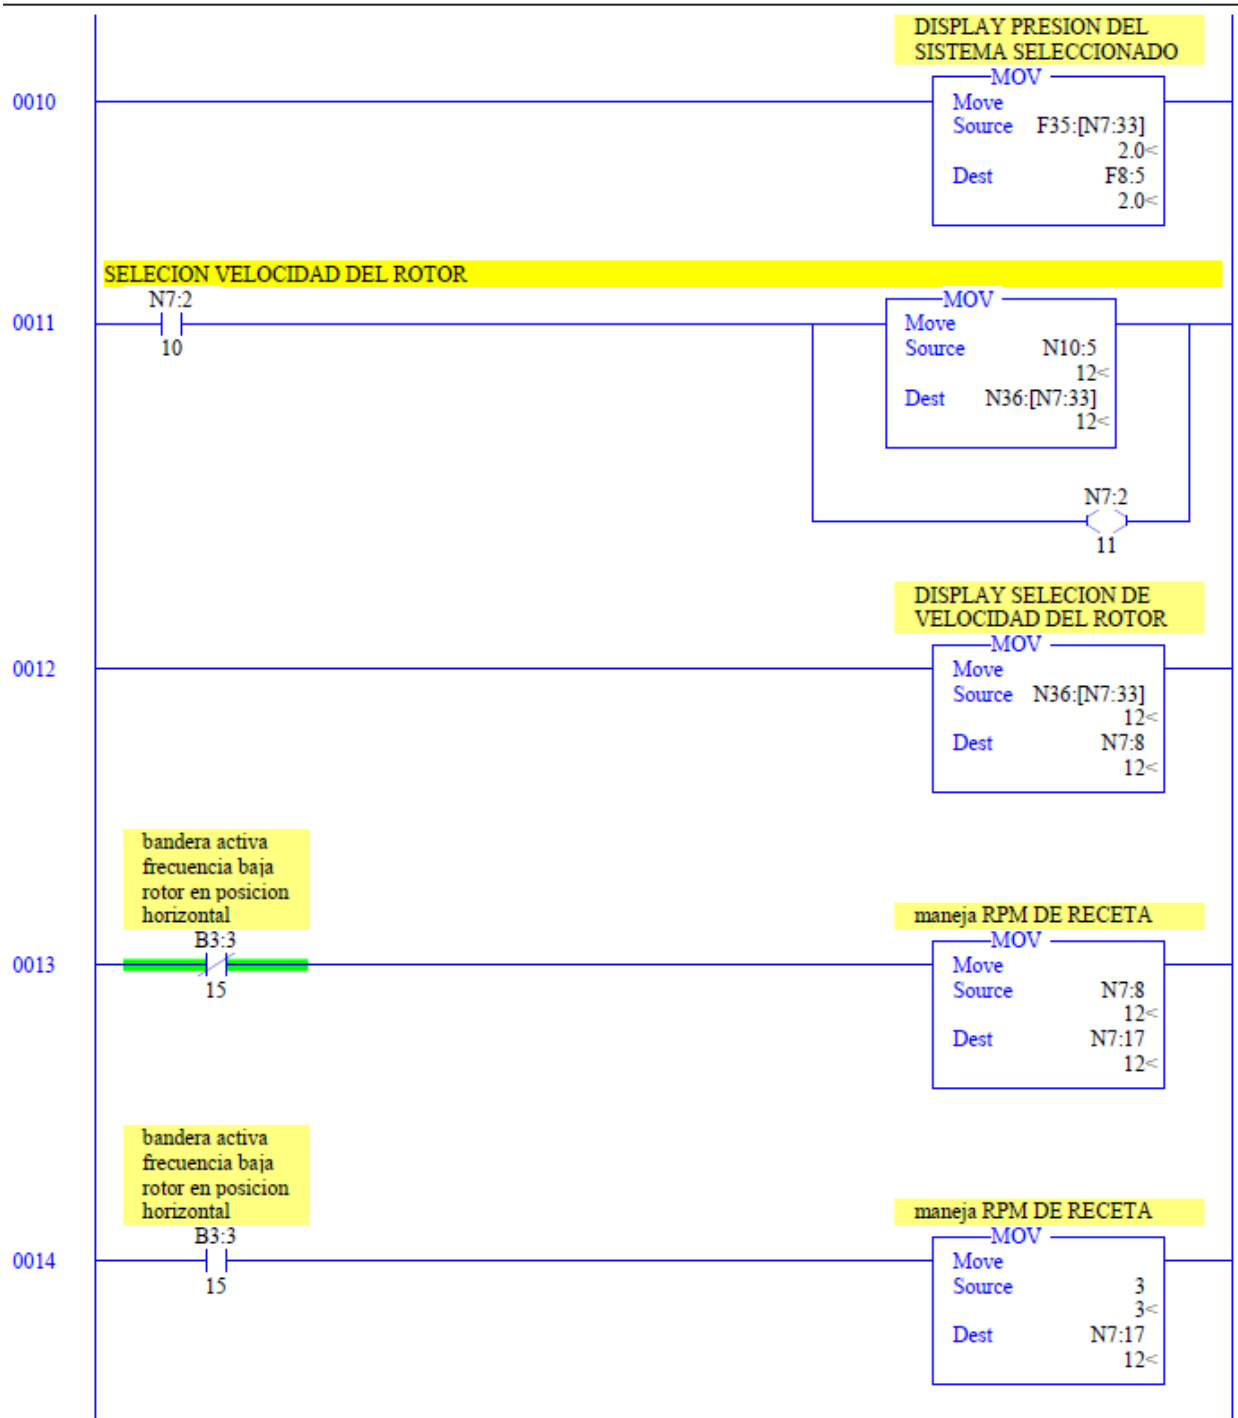 DISPLAY PRESION DEL
SISTEMA SELECCIONADO
0010
MOV
Move
Source F35:[N7:33]
2.0<
Dest F8:5
2.0<
SELECION VELOCIDAD DEL ROTOR
0011
N7:2
10
MOV
Move
Source N10:5
12<
Dest N36:[N7:33]
12<
N7:2
11
DISPLAY SELECION DE
VELOCIDAD DEL ROTOR
0012
MOV
Move
Source N36:[N7:33]
12<
Dest N7:8
12<
bandera activa
frecuencia baja
rotor en posicion
horizontal
0013
B3:3
15
maneja RPM DE RECETA
MOV
Move
Source N7:8
12<
Dest N7:17
12<
bandera activa
frecuencia baja
rotor en posicion
horizontal
0014
B3:3
15
maneja RPM DE RECETA
MOV
Move
Source 3
3<
Dest N7:17
12<